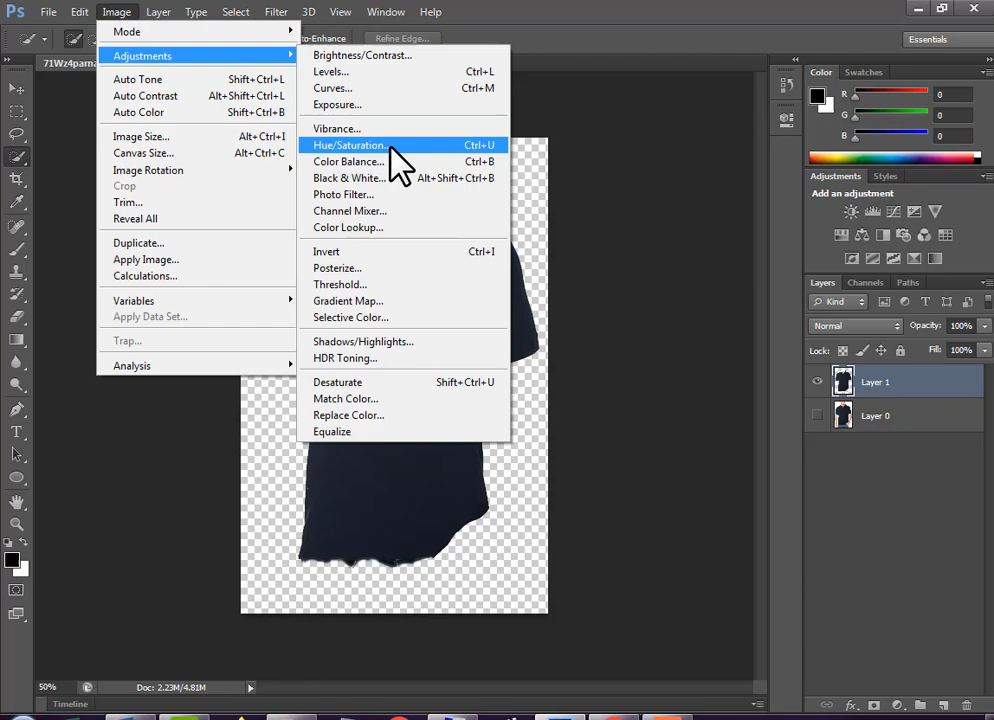 Ps File Edit Image Layer Type Select Filter 3D View Window Help
to-Enhance Refine Edge... Essentials
71Wz4pama
Mode
Adjustments
Auto Tone Shift+Ctrl+L
Auto Contrast Alt+Shift+Ctrl+L
Auto Color Shift+Ctrl+B
Image Size... Alt+Ctrl+I
Canvas Size... Alt+Ctrl+C
Image Rotation
Crop
Trim...
Reveal All
Duplicate...
Apply Image...
Calculations...
Variables
Apply Data Set...
Trap...
Analysis
Brightness/Contrast...
Levels... Ctrl+L
Curves... Ctrl+M
Exposure...
Vibrance...
Hue/Saturation... Ctrl+U
Color Balance... Ctrl+B
Black & White... Alt+Shift+Ctrl+B
Photo Filter...
Channel Mixer...
Color Lookup...
Invert Ctrl+I
Posterize...
Threshold...
Gradient Map...
Selective Color...
Shadows/Highlights...
HDR Toning...
Desaturate Shift+Ctrl+U
Match Color...
Replace Color...
Equalize
Color Swatches
R 0
G 0
B 0
Adjustments Styles
Add an adjustment
Layers Channels Paths
Kind
Normal Opacity: 100%
Lock: Fill: 100%
Layer 1
Layer 0
50% Doc: 2.23M/4.81M
Timeline